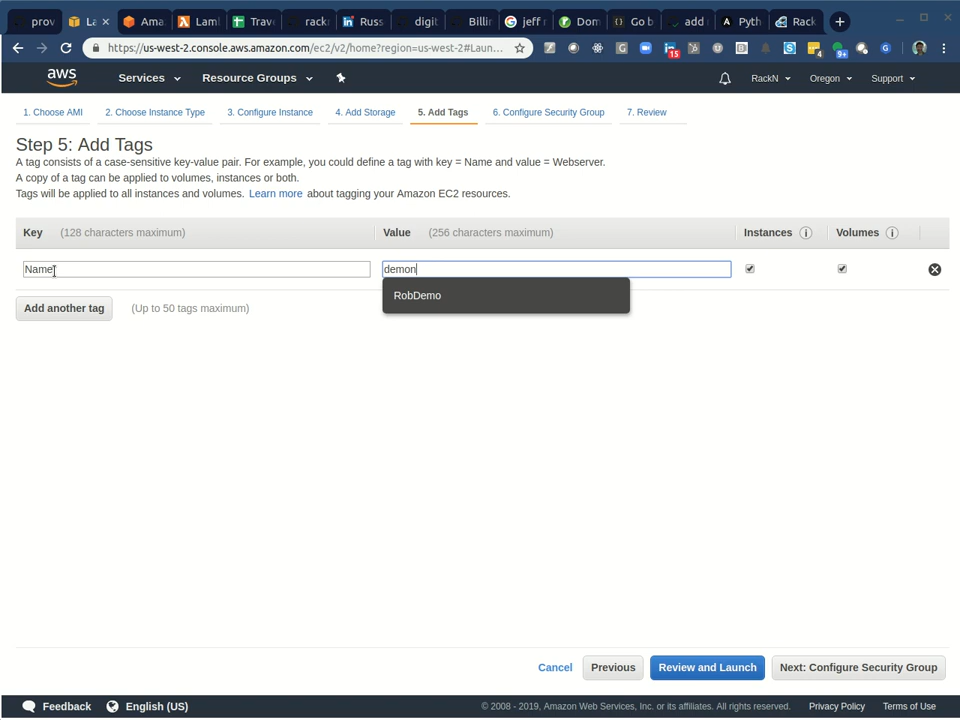 prov
La
Ama
Laml
Trave
rackr
Russ
digit
Billir
jeff r
Dom
Go b
add
Pyth
Rack
https://us-west-2.console.aws.amazon.com/ec2/v2/home?region=us-west-2#Laun...
15
4
9+
aws
Services
Resource Groups
RackN
Oregon
Support
1. Choose AMI
2. Choose Instance Type
3. Configure Instance
4. Add Storage
5. Add Tags
6. Configure Security Group
7. Review
Step 5: Add Tags
A tag consists of a case-sensitive key-value pair. For example, you could define a tag with key = Name and value = Webserver.
A copy of a tag can be applied to volumes, instances or both.
Tags will be applied to all instances and volumes. Learn more about tagging your Amazon EC2 resources.
Key (128 characters maximum)
Value (256 characters maximum)
Instances
Volumes
Name
demon
RobDemo
Add another tag
(Up to 50 tags maximum)
Cancel
Previous
Review and Launch
Next: Configure Security Group
Feedback
English (US)
© 2008 - 2019, Amazon Web Services, Inc. or its affiliates. All rights reserved.
Privacy Policy
Terms of Use